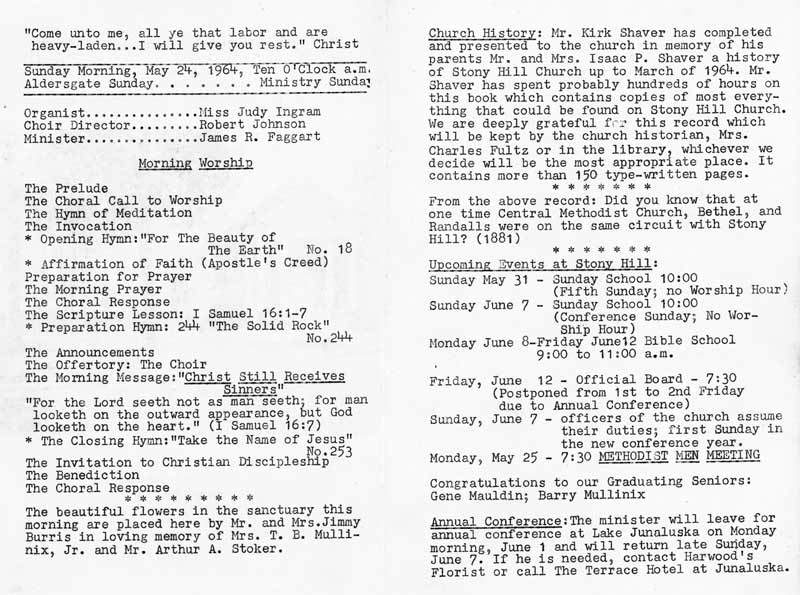 "Come unto me, all ye that labor and are
heavy-laden...I will give you rest." Christ
Sunday Morning, May 24, 1964, Ten O'Clock a.m.
Aldersgate Sunday. . . . . . . Ministry Sunday
Organist...............Miss Judy Ingram
Choir Director.........Robert Johnson
Minister...............James R. Faggart
Morning Worship
The Prelude
The Choral Call to Worship
The Hymn of Meditation
The Invocation
* Opening Hymn:"For The Beauty of
The Earth" No. 18
* Affirmation of Faith (Apostle's Creed)
Preparation for Prayer
The Morning Prayer
The Choral Response
The Scripture Lesson: I Samuel 16:1-7
* Preparation Hymn: 244 "The Solid Rock"
No.244
The Announcements
The Offertory: The Choir
The Morning Message:"Christ Still Receives
Sinners"
"For the Lord seeth not as man seeth; for man
looketh on the outward appearance, but God
looketh on the heart." (I Samuel 16:7)
* The Closing Hymn:"Take the Name of Jesus"
No.253
The Invitation to Christian Discipleship
The Benediction
The Choral Response
* * * * * * * * *
The beautiful flowers in the sanctuary this
morning are placed here by Mr. and Mrs.Jimmy
Burris in loving memory of Mrs. T. B. Mulli-
nix, Jr. and Mr. Arthur A. Stoker.
Church History: Mr. Kirk Shaver has completed
and presented to the church in memory of his
parents Mr. and Mrs. Isaac P. Shaver a history
of Stony Hill Church up to March of 1964. Mr.
Shaver has spent probably hundreds of hours on
this book which contains copies of most every-
thing that could be found on Stony Hill Church.
We are deeply grateful for this record which
will be kept by the church historian, Mrs.
Charles Fultz or in the library, whichever we
decide will be the most appropriate place. It
contains more than 150 type-written pages.
* * * * * * *
From the above record: Did you know that at
one time Central Methodist Church, Bethel, and
Randalls were on the same circuit with Stony
Hill? (1881)
* * * * * * *
Upcoming Events at Stony Hill:
Sunday May 31 - Sunday School 10:00
(Fifth Sunday; no Worship Hour)
Sunday June 7 - Sunday School 10:00
(Conference Sunday; No Wor-
ship Hour)
Monday June 8-Friday June12 Bible School
9:00 to 11:00 a.m.
Friday, June 12 - Official Board - 7:30
(Postponed from 1st to 2nd Friday
due to Annual Conference)
Sunday, June 7 - officers of the church assume
their duties; first Sunday in
the new conference year.
Monday, May 25 - 7:30 METHODIST MEN MEETING
Congratulations to our Graduating Seniors:
Gene Mauldin; Barry Mullinix
Annual Conference:The minister will leave for
annual conference at Lake Junaluska on Monday
morning, June 1 and will return late Sunday,
June 7. If he is needed, contact Harwood's
Florist or call The Terrace Hotel at Junaluska.